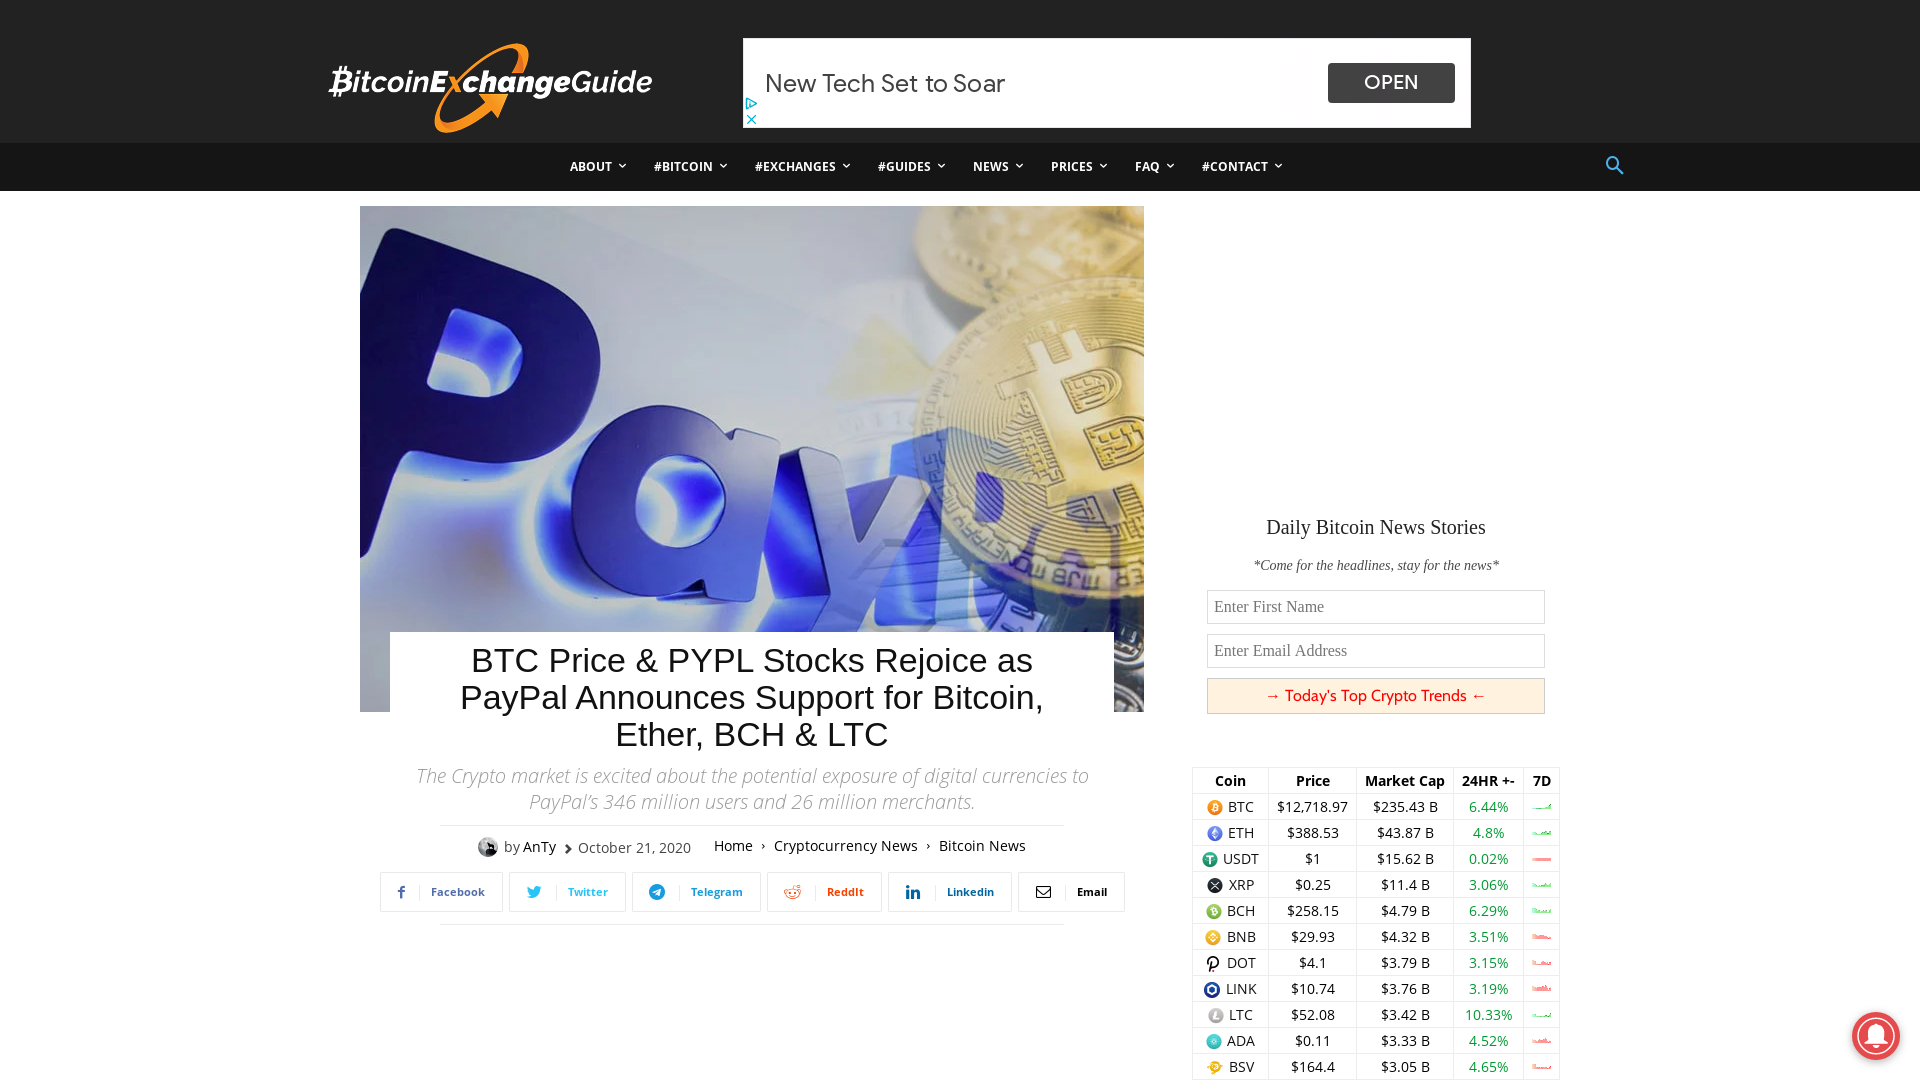 BitcoinExchangeGuide
New Tech Set to Soar
OPEN
ABOUT
#BITCOIN
#EXCHANGES
#GUIDES
NEWS
PRICES
FAQ
#CONTACT
PayP
BTC Price & PYPL Stocks Rejoice as
PayPal Announces Support for Bitcoin,
Ether, BCH & LTC
The Crypto market is excited about the potential exposure of digital currencies to
PayPal’s 346 million users and 26 million merchants.
by AnTy October 21, 2020 Home › Cryptocurrency News › Bitcoin News
Facebook
Twitter
Telegram
ReddIt
Linkedin
Email
Daily Bitcoin News Stories
*Come for the headlines, stay for the news*
Enter First Name
Enter Email Address
→ Today's Top Crypto Trends ←
Coin Price Market Cap 24HR +- 7D
BTC $12,718.97 $235.43 B 6.44%
ETH $388.53 $43.87 B 4.8%
USDT $1 $15.62 B 0.02%
XRP $0.25 $11.4 B 3.06%
BCH $258.15 $4.79 B 6.29%
BNB $29.93 $4.32 B 3.51%
DOT $4.1 $3.79 B 3.15%
LINK $10.74 $3.76 B 3.19%
LTC $52.08 $3.42 B 10.33%
ADA $0.11 $3.33 B 4.52%
BSV $164.4 $3.05 B 4.65%